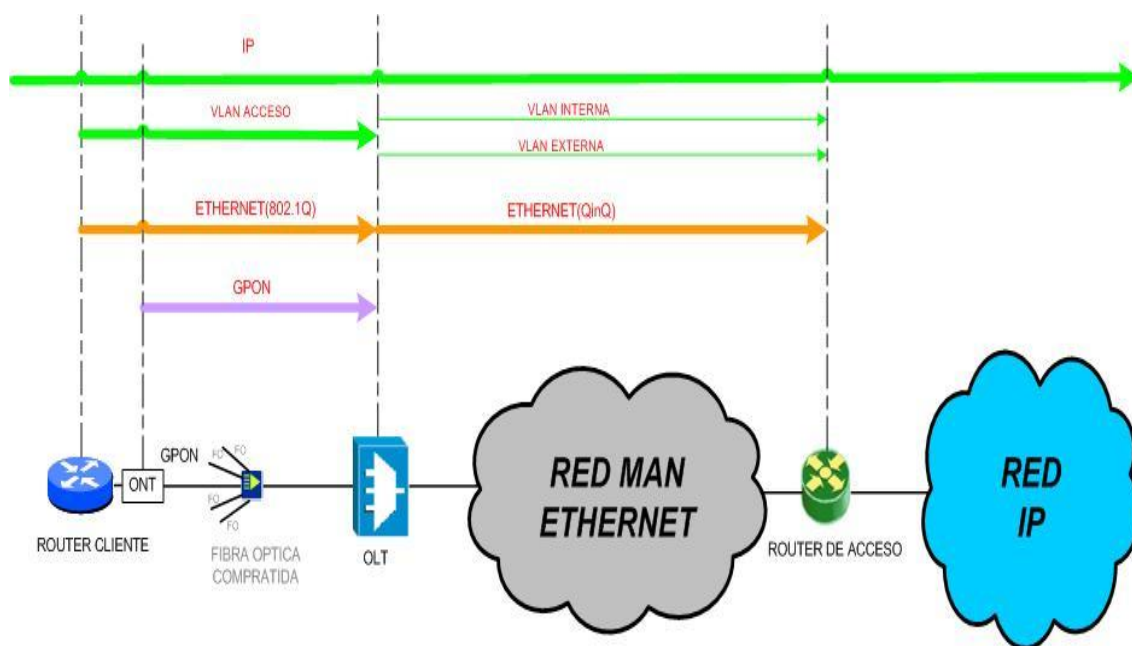 IP
VLAN ACCESO
VLAN INTERNA
VLAN EXTERNA
ETHERNET(802.1Q)
ETHERNET(QinQ)
GPON
GPON
FO
FO
FO
FO
ONT
RED MAN
ETHERNET
RED
IP
ROUTER CLIENTE
FIBRA OPTICA
COMPRATIDA
OLT
ROUTER DE ACCESO